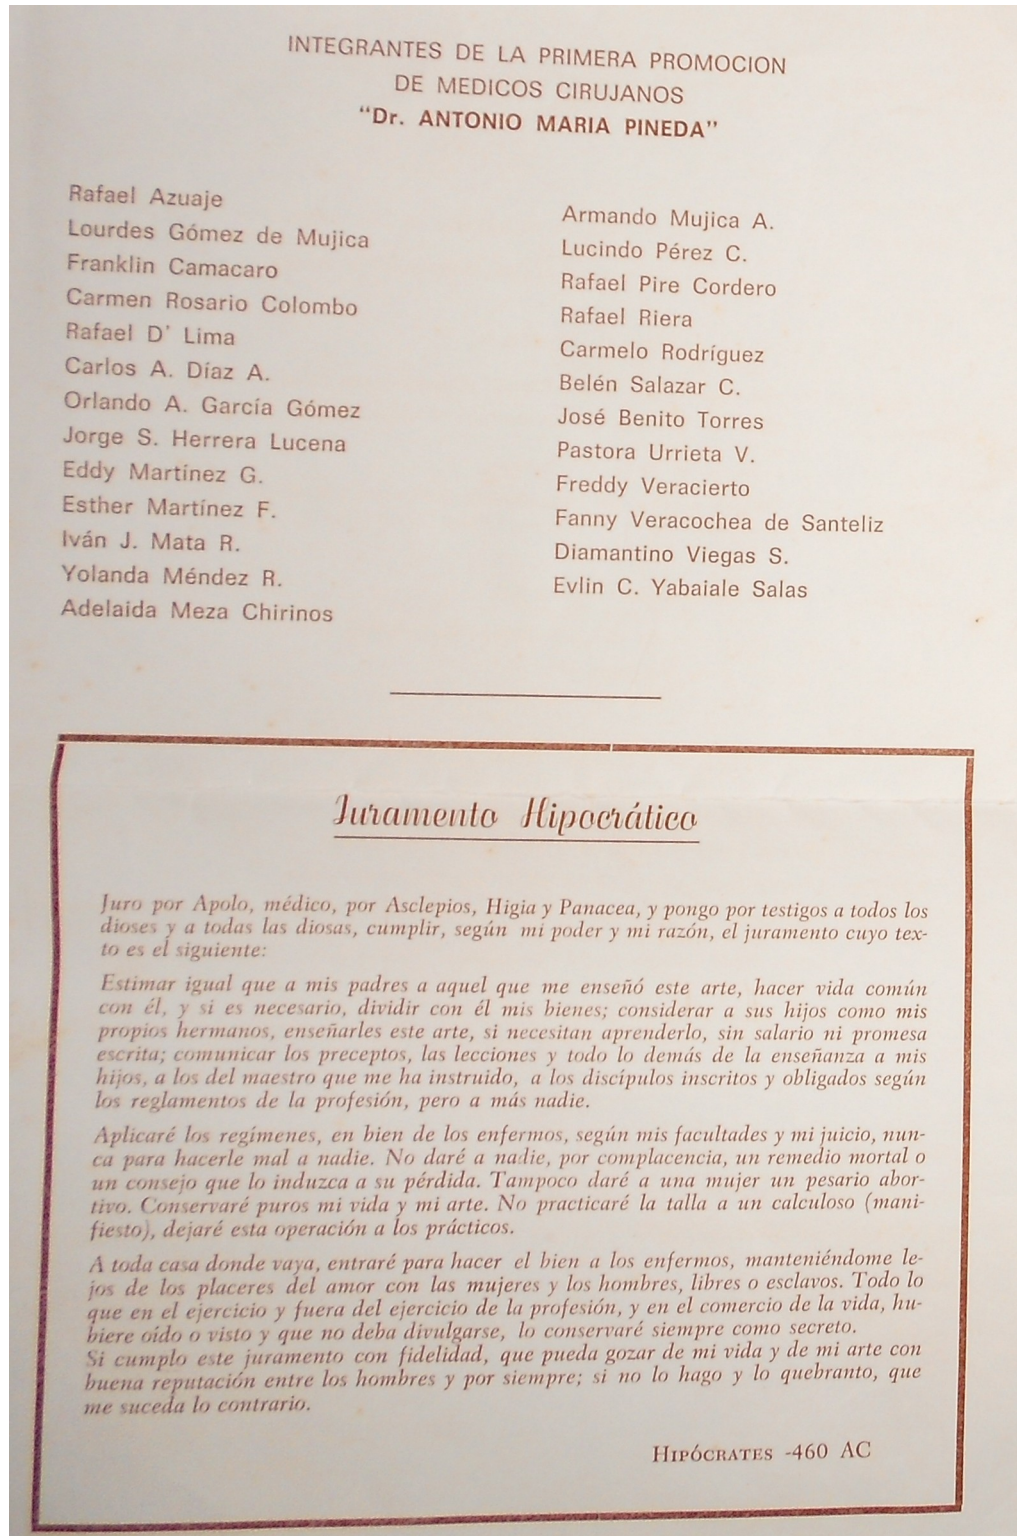 INTEGRANTES DE LA PRIMERA PROMOCION
DE MEDICOS CIRUJANOS
"Dr. ANTONIO MARIA PINEDA"
Rafael Azuaje
Lourdes Gómez de Mujica
Franklin Camacaro
Carmen Rosario Colombo
Rafael D' Lima
Carlos A. Díaz A.
Orlando A. García Gómez
Jorge S. Herrera Lucena
Eddy Martínez G.
Esther Martínez F.
Iván J. Mata R.
Yolanda Méndez R.
Adelaida Meza Chirinos
Armando Mujica A.
Lucindo Pérez C.
Rafael Pire Cordero
Rafael Riera
Carmelo Rodríguez
Belén Salazar C.
José Benito Torres
Pastora Urrieta V.
Freddy Veracierto
Fanny Veracochea de Santeliz
Diamantino Viegas S.
Evlin C. Yabaiale Salas
Juramento Hipocrático
Juro por Apolo, médico, por Asclepios, Higia y Panacea, y pongo por testigos a todos los
dioses y a todas las diosas, cumplir, según mi poder y mi razón, el juramento cuyo tex-
to es el siguiente:
Estimar igual que a mis padres a aquel que me enseñó este arte, hacer vida común
con él, y si es necesario, dividir con él mis bienes; considerar a sus hijos como mis
propios hermanos, enseñarles este arte, si necesitan aprenderlo, sin salario ni promesa
escrita; comunicar los preceptos, las lecciones y todo lo demás de la enseñanza a mis
hijos, a los del maestro que me ha instruido, a los discípulos inscritos y obligados según
los reglamentos de la profesión, pero a más nadie.
Aplicaré los regímenes, en bien de los enfermos, según mis facultades y mi juicio, nun-
ca para hacerle mal a nadie. No daré a nadie, por complacencia, un remedio mortal o
un consejo que lo induzca a su pérdida. Tampoco daré a una mujer un pesario abor-
tivo. Conservaré puros mi vida y mi arte. No practicaré la talla a un calculoso (mani-
fiesto), dejaré esta operación a los prácticos.
A toda casa donde vaya, entraré para hacer el bien a los enfermos, manteniéndome le-
jos de los placeres del amor con las mujeres y los hombres, libres o esclavos. Todo lo
que en el ejercicio y fuera del ejercicio de la profesión, y en el comercio de la vida, hu-
biere oido o visto y que no deba divulgarse, lo conservaré siempre como secreto.
Si cumplo este juramento con fidelidad, que pueda gozar de mi vida y de mi arte con
buena reputación entre los hombres y por siempre; si no lo hago y lo quebranto, que
me suceda lo contrario.
HIPÓCRATES -460 AC